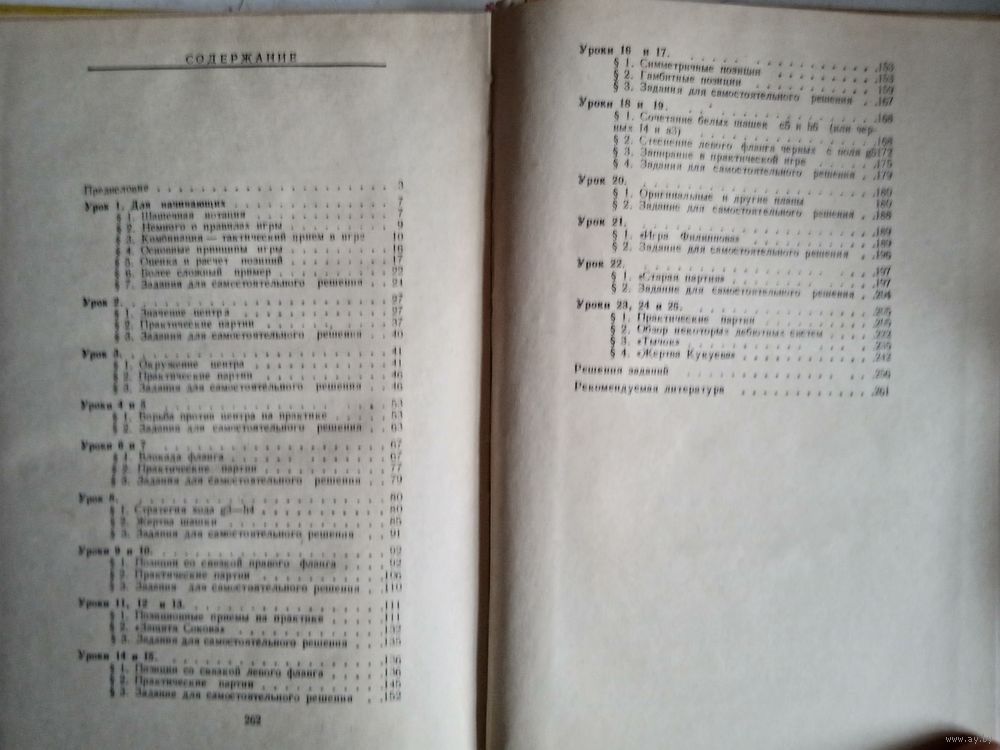 СОДЕРЖАНИЕ
Предисловие . . . 3
Урок 1. Для начинающих . . . 7
§ 1. Шашечная нотация . . . 7
§ 2. Немного о правилах игры . . . 9
§ 3. Комбинация — тактический прием в игре . . . 10
§ 4. Основные принципы игры . . . 16
§ 5. Оценка и расчет позиций . . . 17
§ 6. Более сложный пример . . . 22
§ 7. Задания для самостоятельного решения . . . 24
Урок 2. . . . 27
§ 1. Значение центра . . . 27
§ 2. Практические партии . . . 37
§ 3. Задания для самостоятельного решения . . . 40
Урок 3. . . . 41
§ 1. Окружение центра . . . 41
§ 2. Практические партии . . . 46
§ 3. Задания для самостоятельного решения . . . 46
Уроки 4 и 5 . . . 53
§ 1. Борьба против центра на практике . . . 53
§ 2. Задания для самостоятельного решения . . . 63
Уроки 6 и 7 . . . 67
§ 1. Блокада фланга . . . 67
§ 2. Практические партии . . . 77
§ 3. Задания для самостоятельного решения . . . 79
Урок 8. . . . 80
§ 1. Стратегия хода g3—h4 . . . 80
§ 2. Жертва шашки . . . 85
§ 3. Задания для самостоятельного решения . . . 91
Уроки 9 и 10. . . . 92
§ 1. Позиции со связкой правого фланга . . . 92
§ 2. Практические партии . . . 106
§ 3. Задания для самостоятельного решения . . . 110
Уроки 11, 12 и 13. . . . 111
§ 1. Позиционные приемы на практике . . . 111
§ 2. «Защита Сокова» . . . 132
§ 3. Задания для самостоятельного решения . . . 135
Уроки 14 и 15. . . . 136
§ 1. Позиции со связкой левого фланга . . . 136
§ 2. Практические партии . . . 145
§ 3. Задание для самостоятельного решения . . . 152
262
Уроки 16 и 17. . . . 153
§ 1. Симметричные позиции . . . 153
§ 2. Гамбитные позиции . . . 159
§ 3. Задания для самостоятельного решения . . . 167
Уроки 18 и 19. . . . 168
§ 1. Сочетание белых шашек c5 и h6 (или чер-
ных f4 и a3) . . . 168
§ 2. Стеснение левого фланга черных с поля g5 172
§ 3. Запирание в практической игре . . . 175
§ 4. Задания для самостоятельного решения . . . 179
Урок 20. . . . 180
§ 1. Оригинальные и другие планы . . . 180
§ 2. Задание для самостоятельного решения . . . 188
Урок 21. . . . 189
§ 1. «Игра Филиппова» . . . 189
§ 2. Задание для самостоятельного решения . . . 196
Урок 22. . . . 197
§ 1. «Старая партия» . . . 197
§ 2. Задание для самостоятельного решения . . . 204
Уроки 23, 24 и 25. . . . 205
§ 1. Практические партии . . . 205
§ 2. Обзор некоторых дебютных систем . . . 222
§ 3. «Тычок» . . . 235
§ 4. «Жертва Кукуева» . . . 242
Решения заданий . . . 250
Рекомендуемая литература . . . 261
www.ay.by